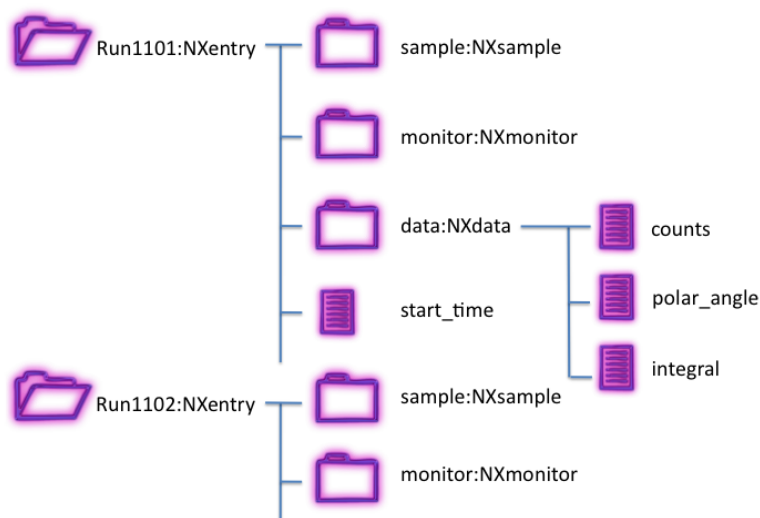 Run1101:NXentry
sample:NXsample
monitor:NXmonitor
data:NXdata
counts
polar_angle
start_time
integral
Run1102:NXentry
sample:NXsample
monitor:NXmonitor